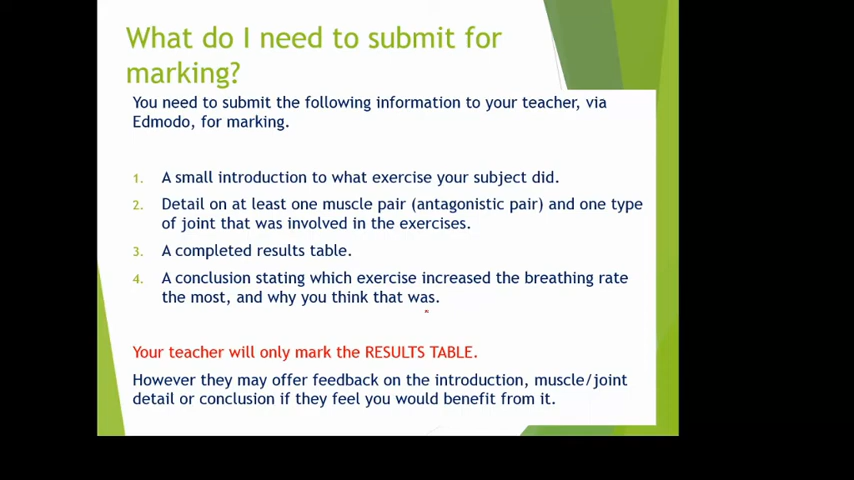 What do I need to submit for
marking?
You need to submit the following information to your teacher, via
Edmodo, for marking.
1. A small introduction to what exercise your subject did.
2. Detail on at least one muscle pair (antagonistic pair) and one type
of joint that was involved in the exercises.
3. A completed results table.
4. A conclusion stating which exercise increased the breathing rate
the most, and why you think that was.
Your teacher will only mark the RESULTS TABLE.
However they may offer feedback on the introduction, muscle/joint
detail or conclusion if they feel you would benefit from it.